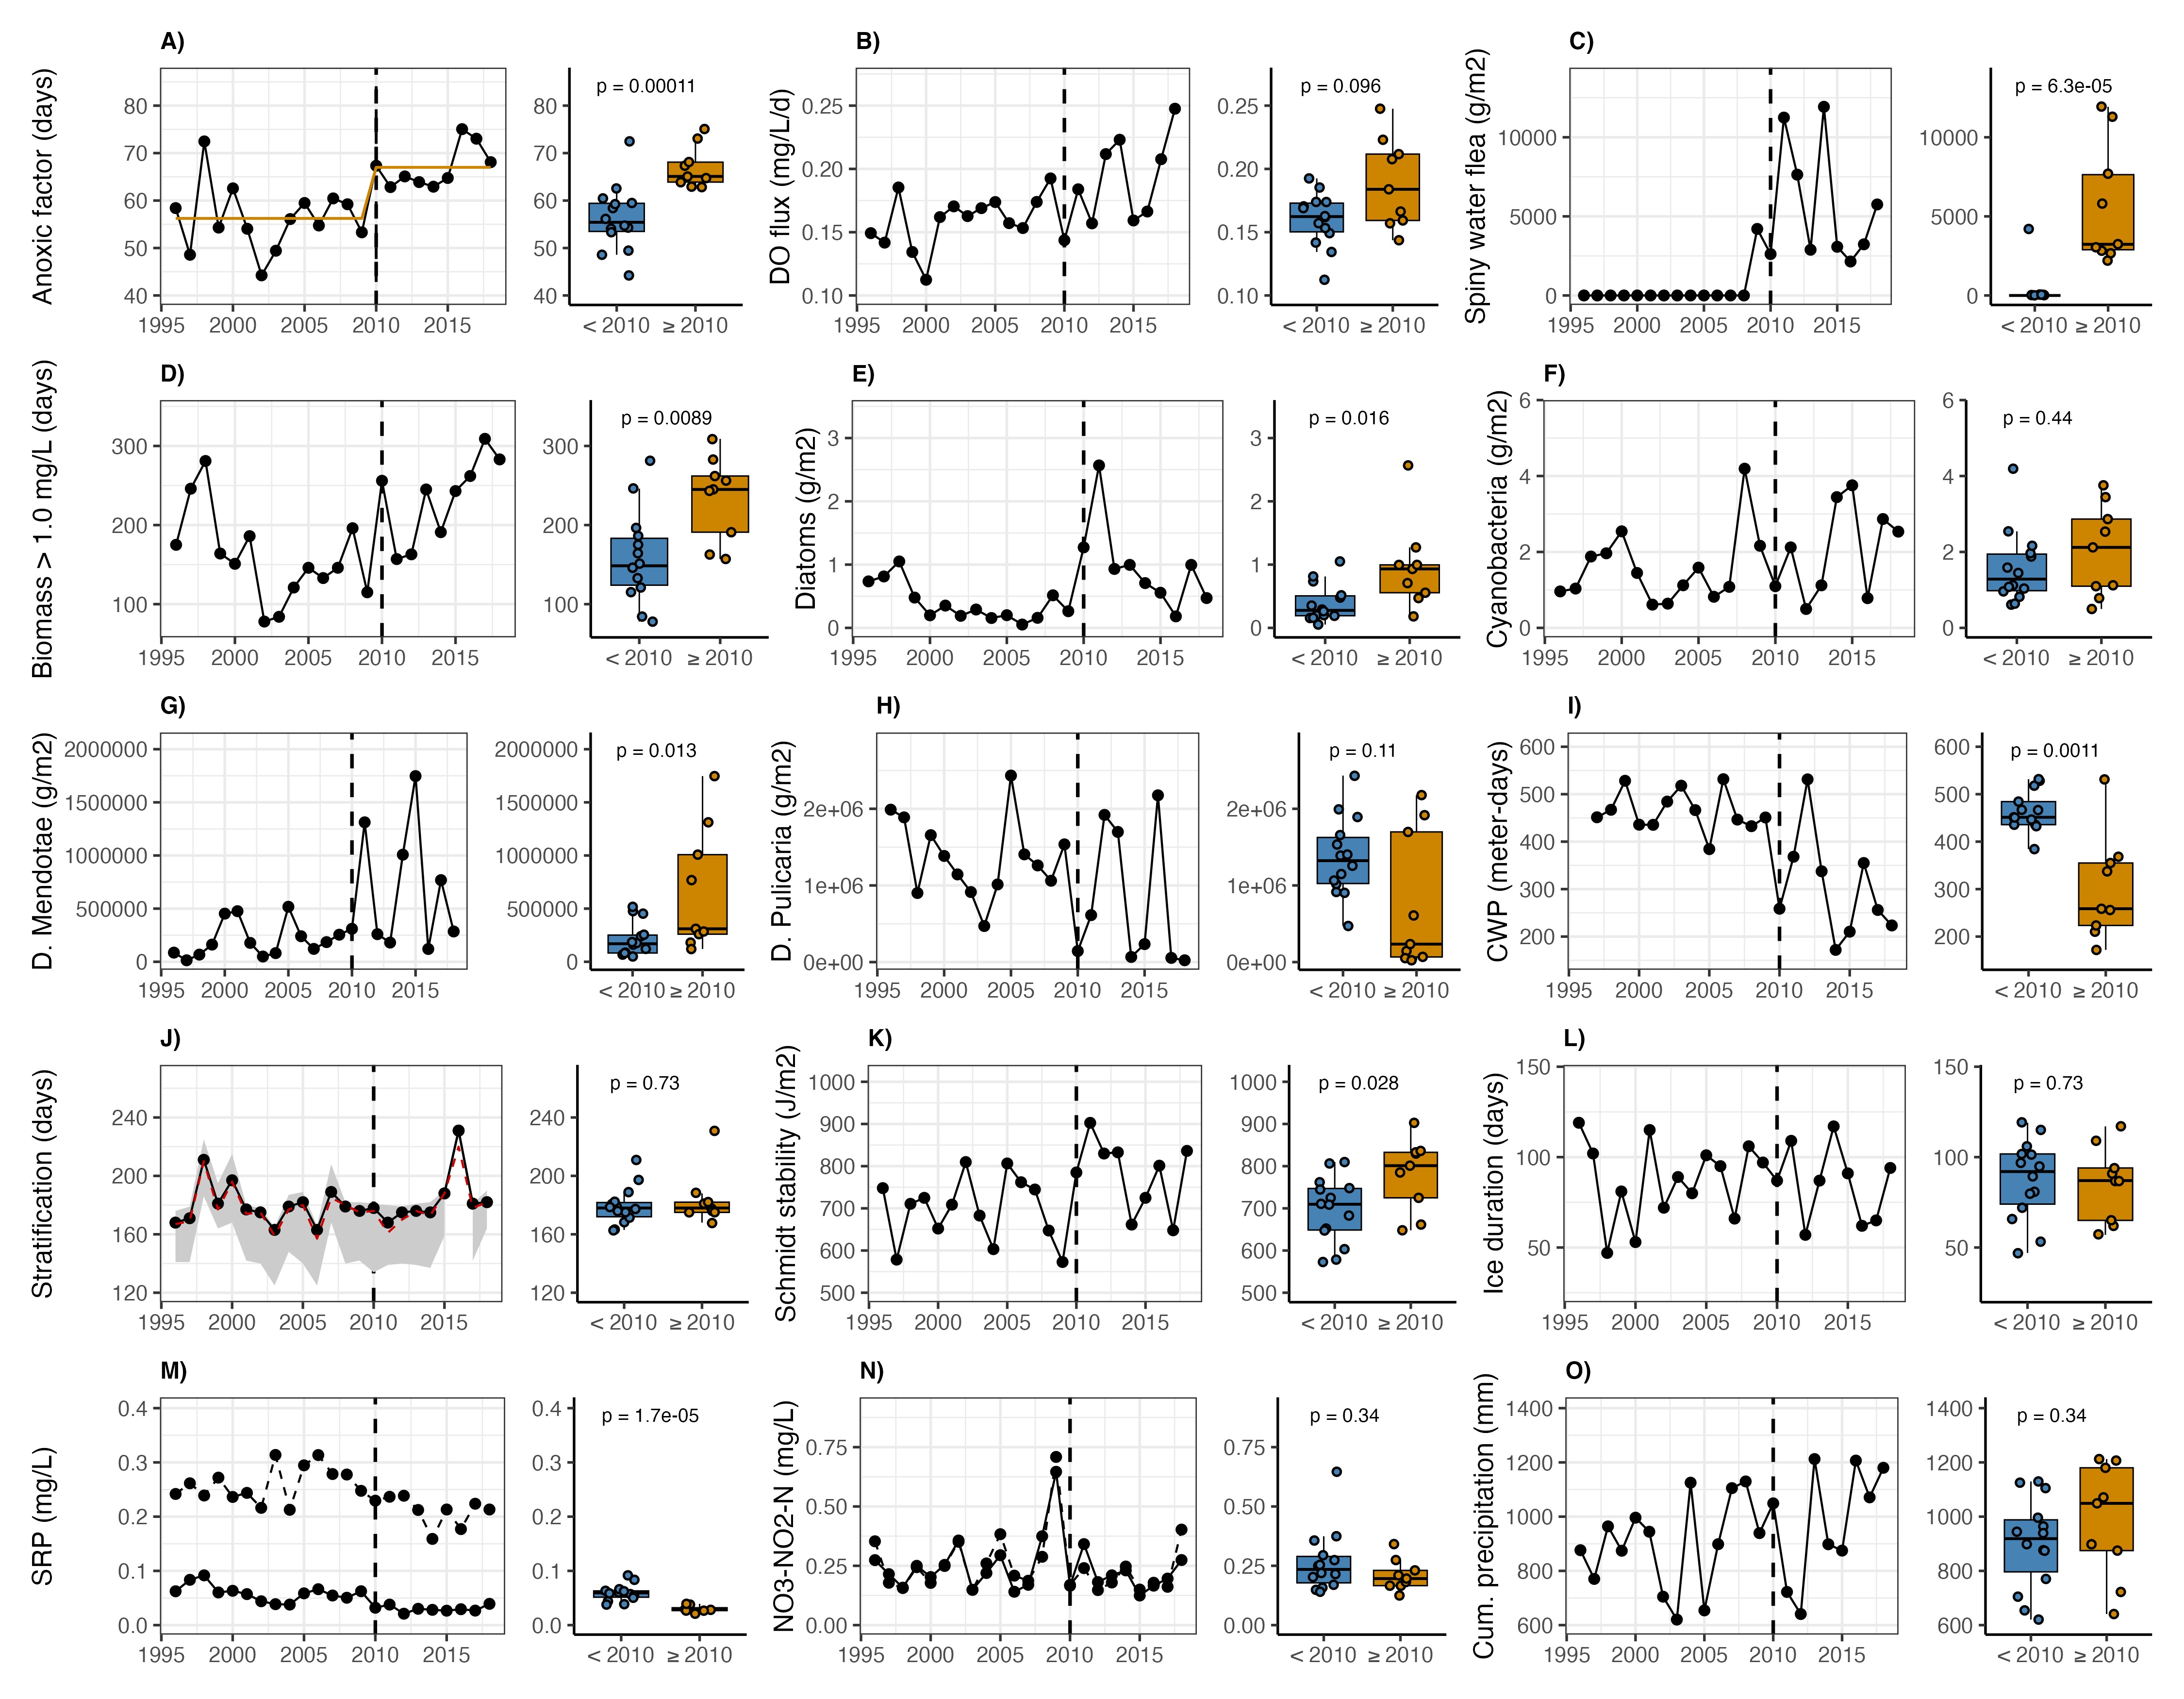 A)
Anoxic factor (days)
80
70
60
50
40
1995 2000 2005 2010 2015
p = 0.00011
80
70
60
50
40
< 2010 ≥ 2010
B)
DO flux (mg/L/d)
0.25
0.20
0.15
0.10
1995 2000 2005 2010 2015
p = 0.096
0.25
0.20
0.15
0.10
< 2010 ≥ 2010
C)
Spiny water flea (g/m2)
10000
5000
0
1995 2000 2005 2010 2015
p = 6.3e-05
10000
5000
0
< 2010 ≥ 2010
D)
Biomass > 1.0 mg/L (days)
300
200
100
1995 2000 2005 2010 2015
p = 0.0089
300
200
100
< 2010 ≥ 2010
E)
Diatoms (g/m2)
3
2
1
0
1995 2000 2005 2010 2015
p = 0.016
3
2
1
0
< 2010 ≥ 2010
F)
Cyanobacteria (g/m2)
6
4
2
0
1995 2000 2005 2010 2015
p = 0.44
6
4
2
0
< 2010 ≥ 2010
G)
D. Mendotae (g/m2)
2000000
1500000
1000000
500000
0
1995 2000 2005 2010 2015
p = 0.013
2000000
1500000
1000000
500000
0
< 2010 ≥ 2010
H)
D. Pulicaria (g/m2)
2e+06
1e+06
0e+00
1995 2000 2005 2010 2015
p = 0.11
2e+06
1e+06
0e+00
< 2010 ≥ 2010
I)
CWP (meter-days)
600
500
400
300
200
1995 2000 2005 2010 2015
p = 0.0011
600
500
400
300
200
< 2010 ≥ 2010
J)
Stratification (days)
240
200
160
120
1995 2000 2005 2010 2015
p = 0.73
240
200
160
120
< 2010 ≥ 2010
K)
Schmidt stability (J/m2)
1000
900
800
700
600
500
1995 2000 2005 2010 2015
p = 0.028
1000
900
800
700
600
500
< 2010 ≥ 2010
L)
Ice duration (days)
150
100
50
1995 2000 2005 2010 2015
p = 0.73
150
100
50
< 2010 ≥ 2010
M)
SRP (mg/L)
0.4
0.3
0.2
0.1
0.0
1995 2000 2005 2010 2015
p = 1.7e-05
0.4
0.3
0.2
0.1
0.0
< 2010 ≥ 2010
N)
NO3-NO2-N (mg/L)
0.75
0.50
0.25
0.00
1995 2000 2005 2010 2015
p = 0.34
0.75
0.50
0.25
0.00
< 2010 ≥ 2010
O)
Cum. precipitation (mm)
1400
1200
1000
800
600
1995 2000 2005 2010 2015
p = 0.34
1400
1200
1000
800
600
< 2010 ≥ 2010